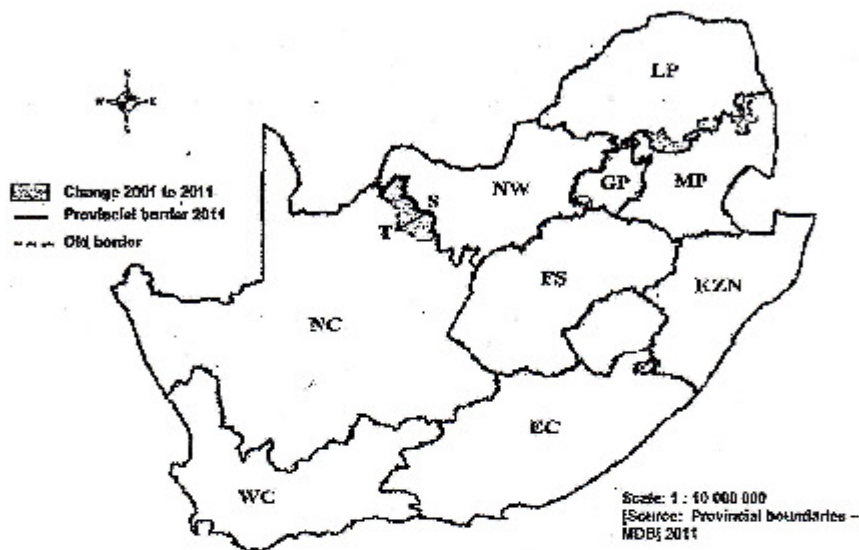 LP
N
W E
S
NW
GP
MP
S
T
Change 2001 to 2011
Provincial border 2011
Old border
FS
KZN
NC
EC
WC
Scale: 1 : 10 000 000
[Source: Provincial boundaries –
MDB] 2011